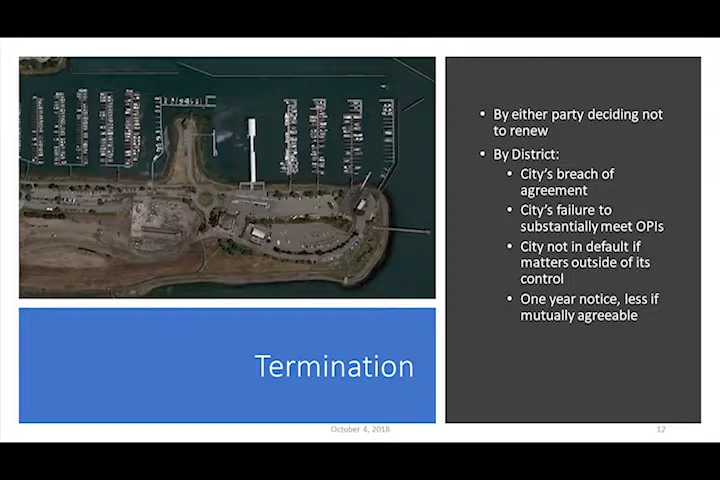 • By either party deciding not
to renew
• By District:
• City's breach of
agreement
• City's failure to
substantially meet OPIs
• City not in default if
matters outside of its
control
• One year notice, less if
mutually agreeable
Termination
October 4, 2018
12